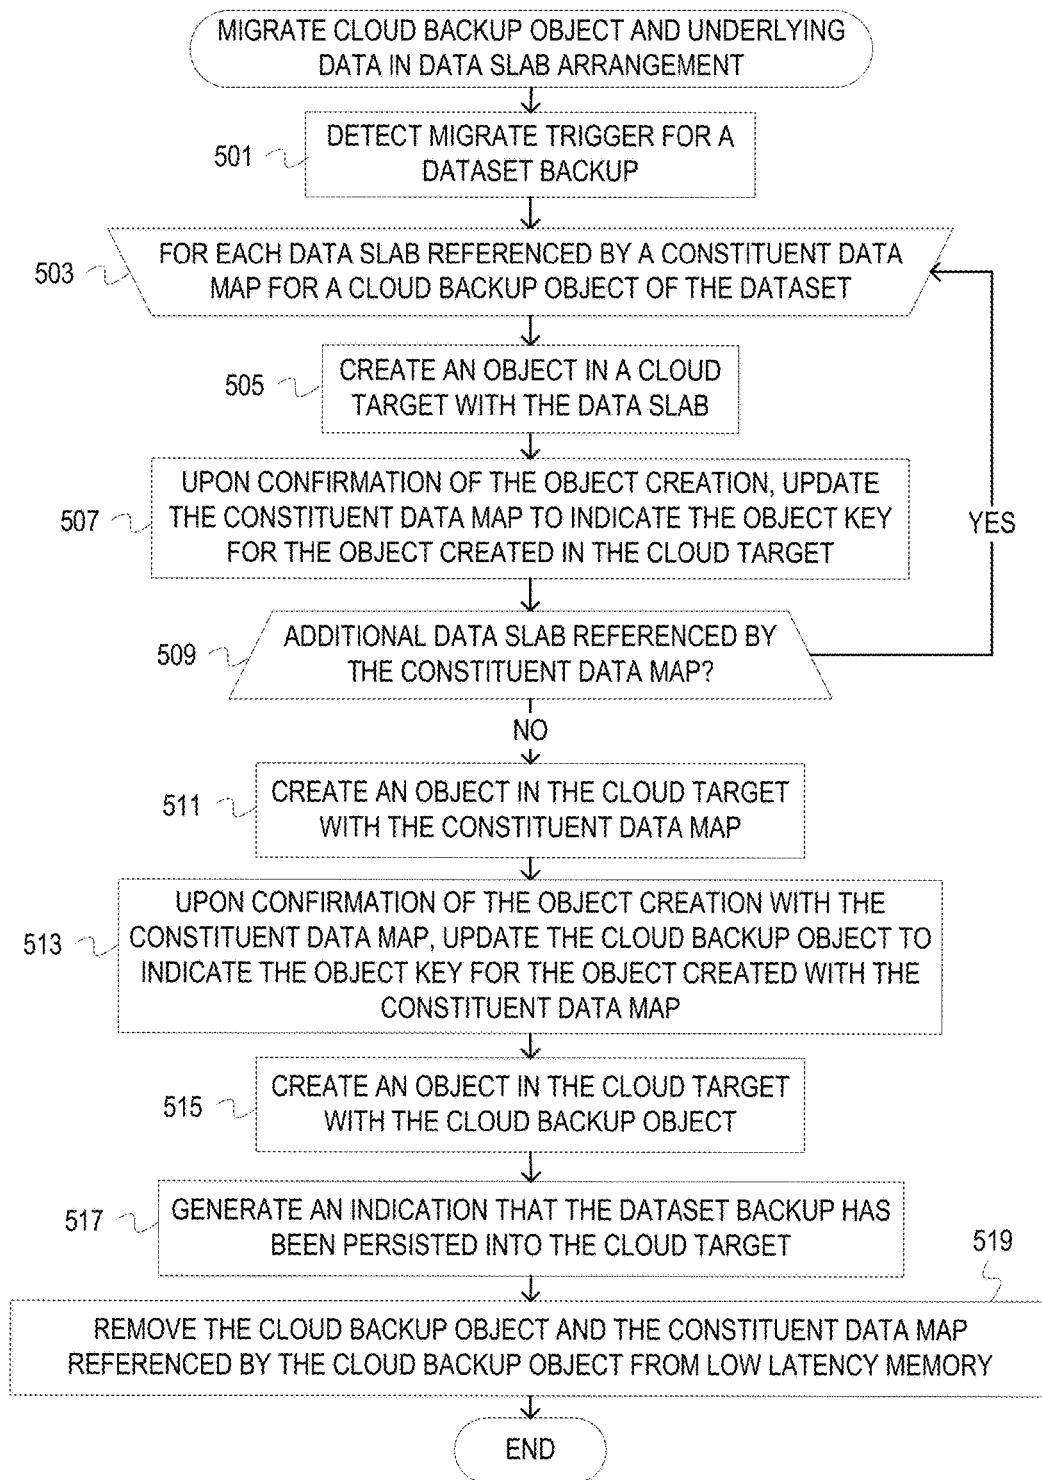 MIGRATE CLOUD BACKUP OBJECT AND UNDERLYING
DATA IN DATA SLAB ARRANGEMENT
501
DETECT MIGRATE TRIGGER FOR A
DATASET BACKUP
503
FOR EACH DATA SLAB REFERENCED BY A CONSTITUENT DATA
MAP FOR A CLOUD BACKUP OBJECT OF THE DATASET
505
CREATE AN OBJECT IN A CLOUD
TARGET WITH THE DATA SLAB
507
UPON CONFIRMATION OF THE OBJECT CREATION, UPDATE
THE CONSTITUENT DATA MAP TO INDICATE THE OBJECT KEY
FOR THE OBJECT CREATED IN THE CLOUD TARGET
YES
509
ADDITIONAL DATA SLAB REFERENCED BY
THE CONSTITUENT DATA MAP?
NO
511
CREATE AN OBJECT IN THE CLOUD TARGET
WITH THE CONSTITUENT DATA MAP
513
UPON CONFIRMATION OF THE OBJECT CREATION WITH THE
CONSTITUENT DATA MAP, UPDATE THE CLOUD BACKUP OBJECT TO
INDICATE THE OBJECT KEY FOR THE OBJECT CREATED WITH THE
CONSTITUENT DATA MAP
515
CREATE AN OBJECT IN THE CLOUD TARGET
WITH THE CLOUD BACKUP OBJECT
517
GENERATE AN INDICATION THAT THE DATASET BACKUP HAS
BEEN PERSISTED INTO THE CLOUD TARGET
519
REMOVE THE CLOUD BACKUP OBJECT AND THE CONSTITUENT DATA MAP
REFERENCED BY THE CLOUD BACKUP OBJECT FROM LOW LATENCY MEMORY
END